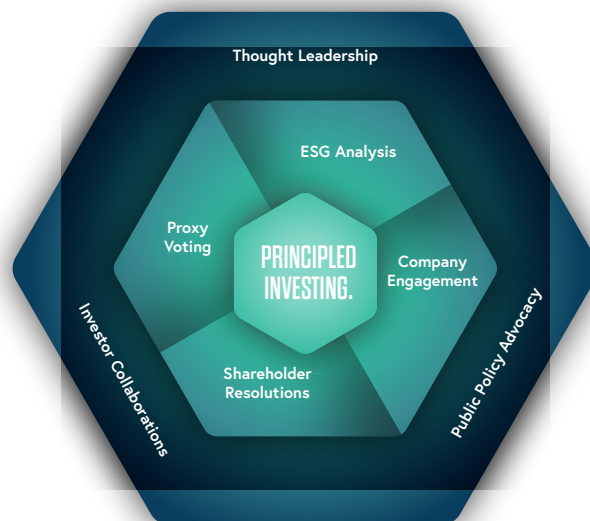 Thought Leadership
ESG Analysis
Proxy
Voting
PRINCIPLED
INVESTING.
Company
Engagement
Shareholder
Resolutions
Investor Collaborations
Public Policy Advocacy